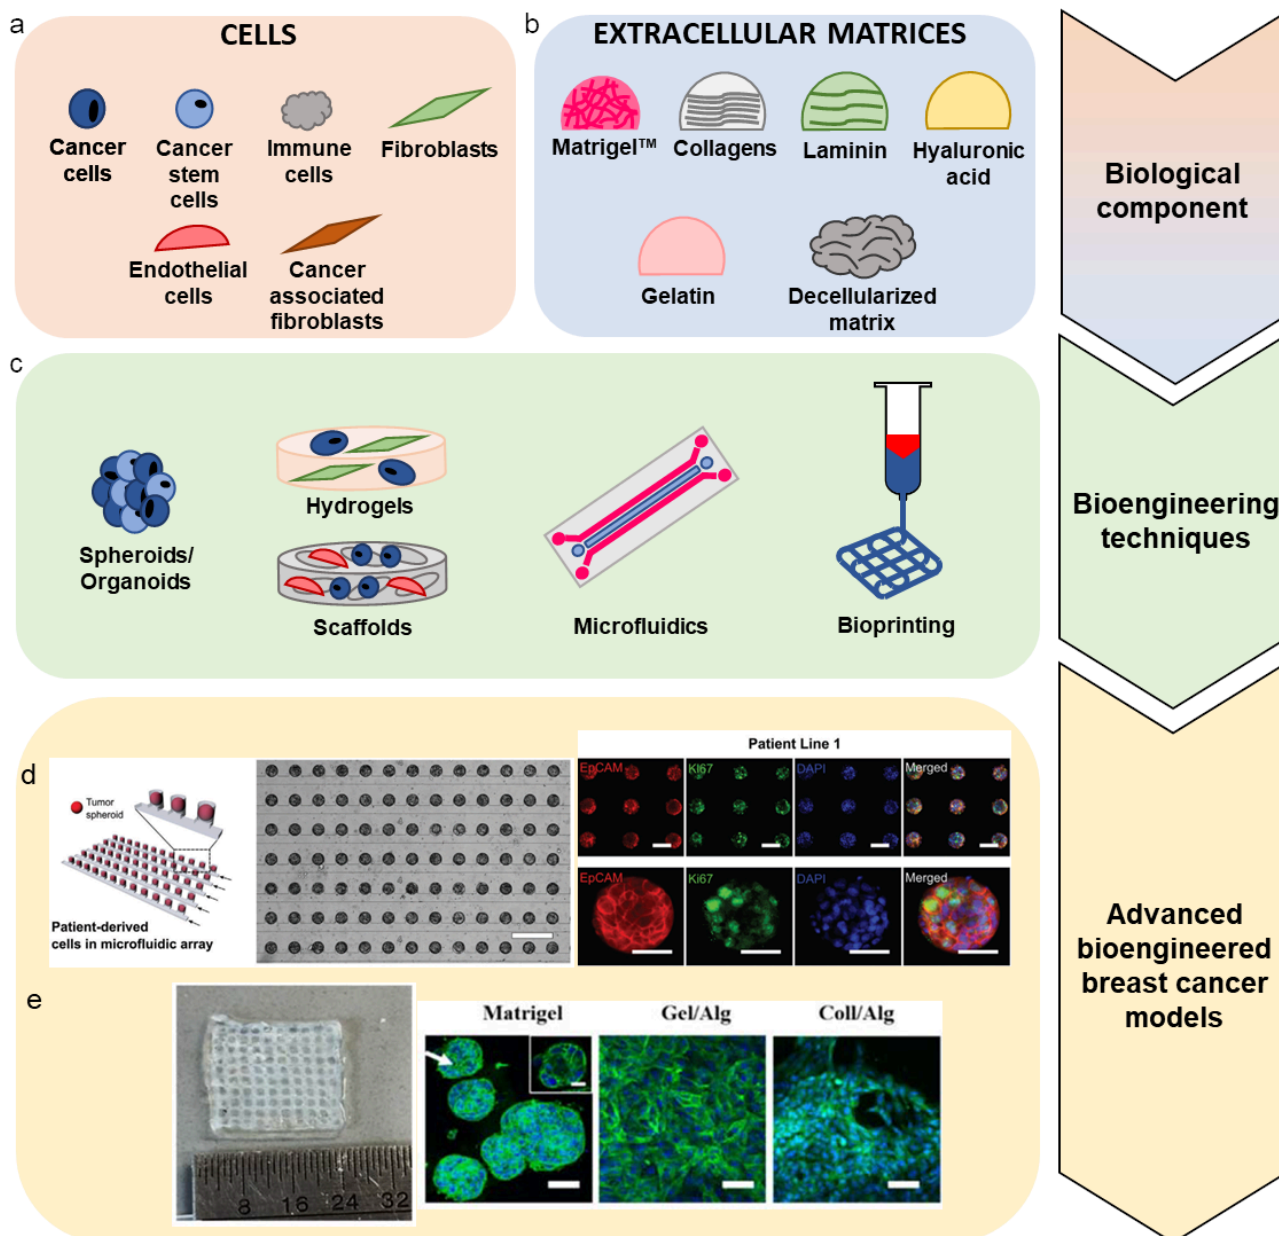 a
CELLS
Cancer
cells
Cancer
stem
cells
Immune
cells
Fibroblasts
Endothelial
cells
Cancer
associated
fibroblasts
b
EXTRACELLULAR MATRICES
Matrigel™
Collagens
Laminin
Hyaluronic
acid
Gelatin
Decellularized
matrix
Biological
component
c
Spheroids/
Organoids
Hydrogels
Scaffolds
Microfluidics
Bioprinting
Bioengineering
techniques
d
Tumor
spheroid
Patient-derived
cells in microfluidic array
Patient Line 1
EpCAM
KI67
DAPI
Merged
EpCAM
Ki67
DAPI
Merged
e
8 16 24 32
Matrigel
Gel/Alg
Coll/Alg
Advanced
bioengineered
breast cancer
models